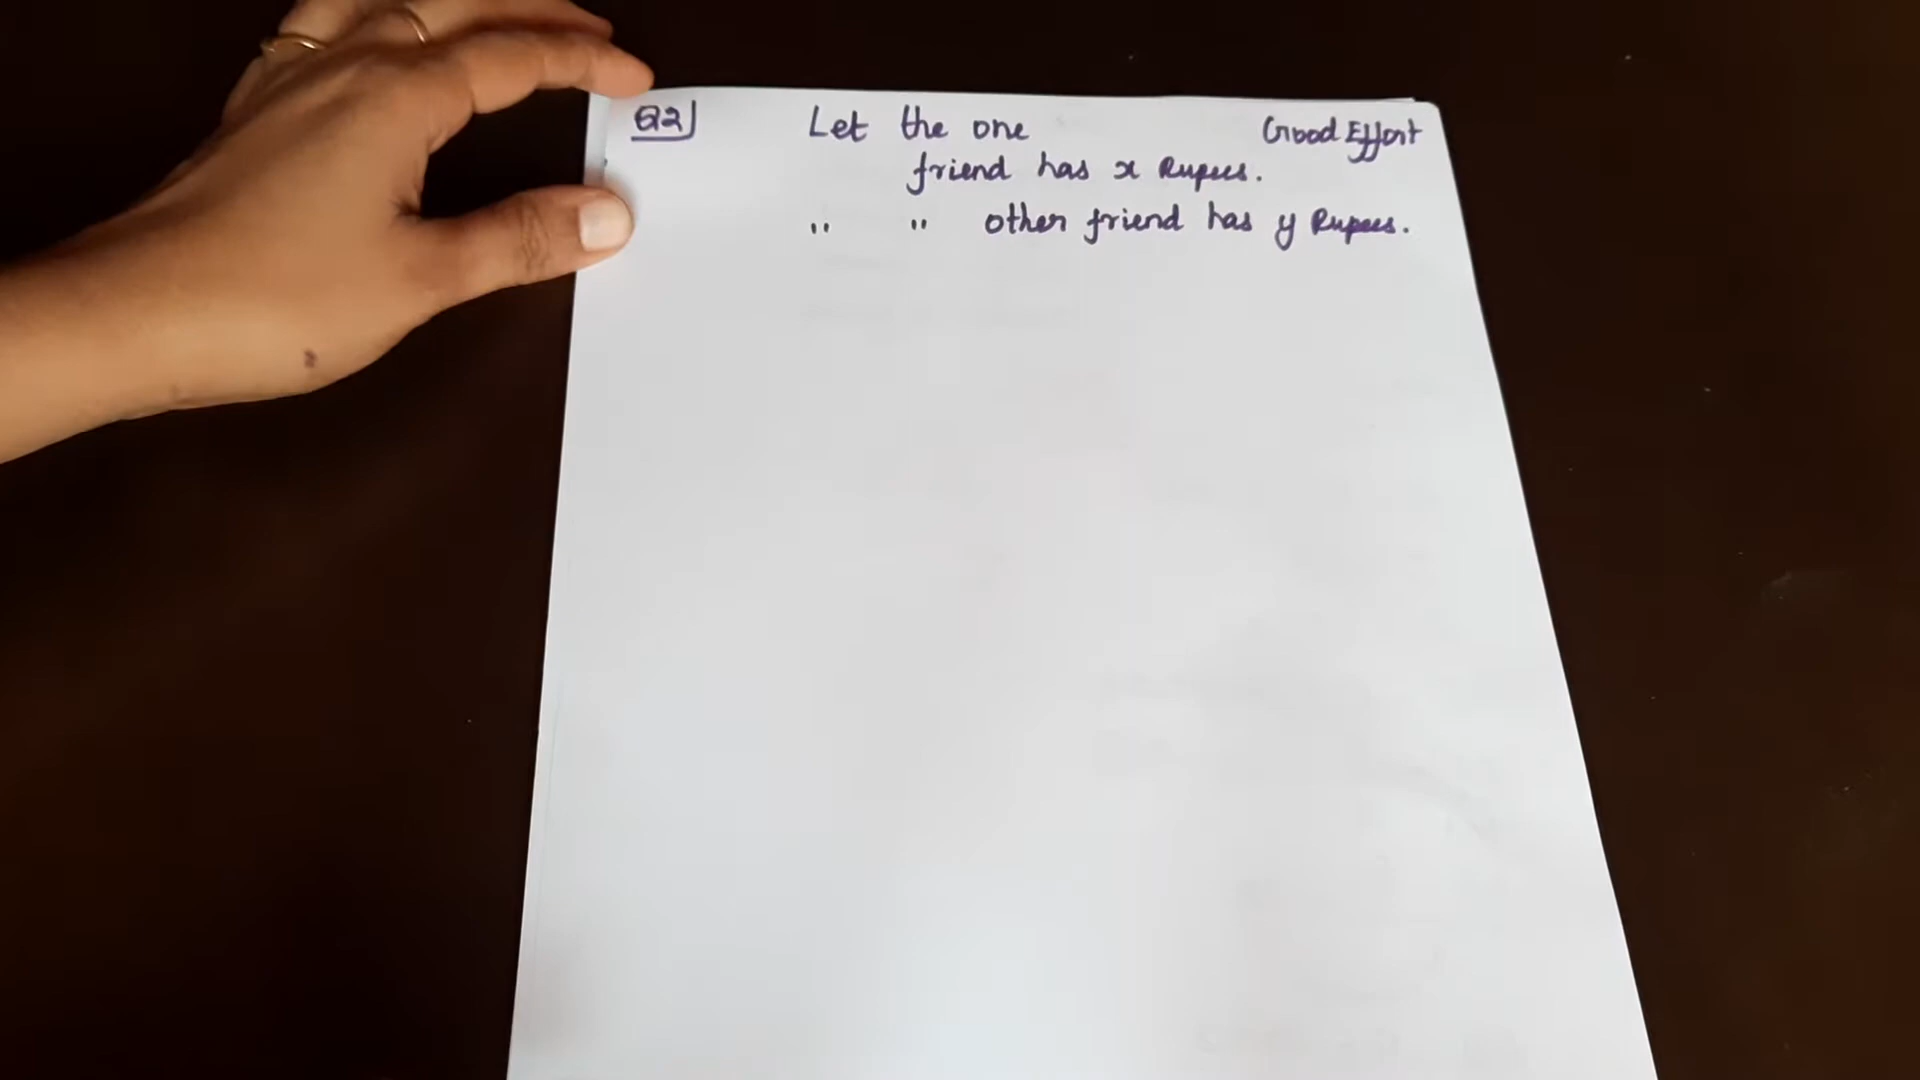 Q2 Let the one Good Effort
friend has x Rupees.
" " other friend has y Rupees.